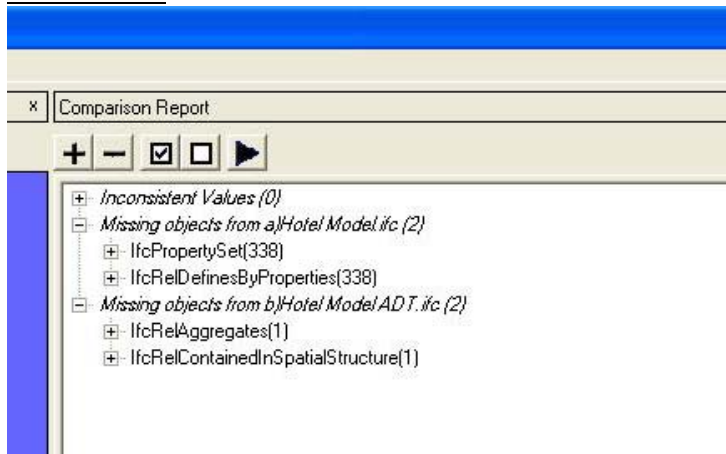 × Comparison Report
Inconsistent Values (0)
Missing objects from a)Hotel Model.ifc (2)
IfcPropertySet(338)
IfcRelDefinesByProperties(338)
Missing objects from b)Hotel Model ADT.ifc (2)
IfcRelAggregates(1)
IfcRelContainedInSpatialStructure(1)